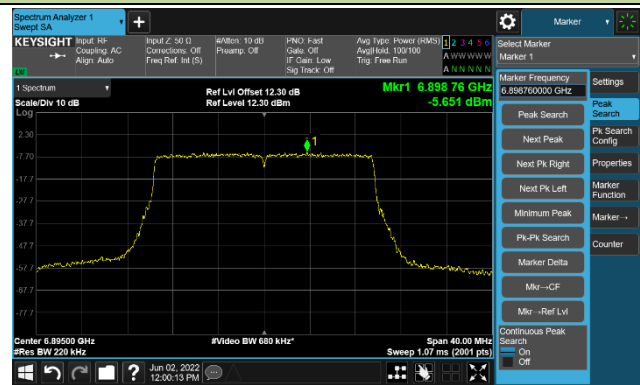 Spectrum Analyzer 1
Swept SA
Marker
KEYSIGHT
Input: RF
Coupling: AC
Align: Auto
Input Z: 50 Ω
Corrections: Off
Freq Ref: Int (S)
#Atten: 10 dB
Preamp: Off
PNO: Fast
Gate: Off
IF Gain: Low
Sig Track: Off
Avg Type: Power (RMS)
Avg|Hold: 100/100
Trig: Free Run
1 2 3 4 5 6
A W W W W W
A N N N N N
Select Marker
Marker 1
1 Spectrum
Scale/Div 10 dB
Log
Ref Lvl Offset 12.30 dB
Ref Level 12.30 dBm
Mkr1 6.898 76 GHz
-5.651 dBm
1
2.30
-7.70
-17.7
-27.7
-37.7
-47.7
-57.7
-67.7
-77.7
Center 6.89500 GHz
#Res BW 220 kHz
#Video BW 680 kHz*
Span 40.00 MHz
Sweep 1.07 ms (2001 pts)
Marker Frequency
6.898760000 GHz
Peak Search
Next Peak
Next Pk Right
Next Pk Left
Minimum Peak
Pk-Pk Search
Marker Delta
Mkr→CF
Mkr→Ref Lvl
Continuous Peak
Search
On
Off
Settings
Peak
Search
Pk Search
Config
Properties
Marker
Function
Marker→
Counter
Jun 02, 2022
12:00:13 PM